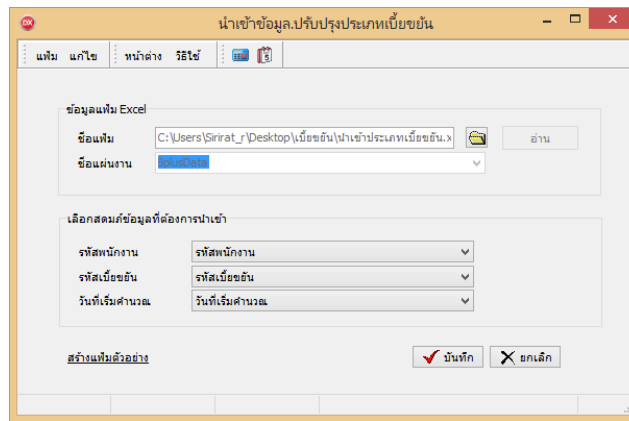 นำเข้าข้อมูล.ปรับปรุงประเภทเบี้ยขยัน
แฟ้ม แก้ไข หน้าต่าง วิธีใช้
ข้อมูลแฟ้ม Excel
ชื่อแฟ้ม C:\Users\Sirirat_r\Desktop\เบี้ยขยัน\นำเข้าประเภทเบี้ยขยัน.x อ่าน
ชื่อแผ่นงาน BplusData
เลือกสดมภ์ข้อมูลที่ต้องการนำเข้า
รหัสพนักงาน รหัสพนักงาน
รหัสเบี้ยขยัน รหัสเบี้ยขยัน
วันที่เริ่มคำนวณ วันที่เริ่มคำนวณ
สร้างแฟ้มตัวอย่าง บันทึก ยกเลิก